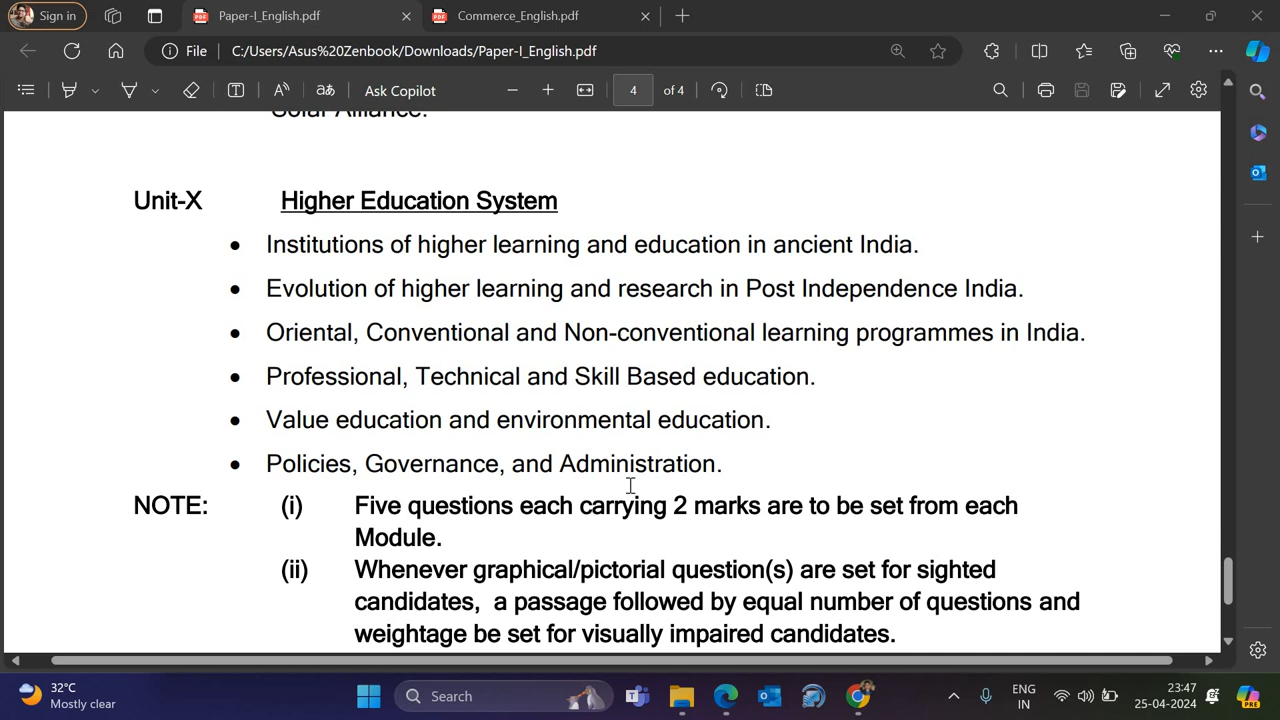 Sign in
Paper-I_English.pdf
Commerce_English.pdf
File
C:/Users/Asus%20Zenbook/Downloads/Paper-I_English.pdf
Ask Copilot
4
of 4
Solar Alliance.
Unit-X Higher Education System
• Institutions of higher learning and education in ancient India.
• Evolution of higher learning and research in Post Independence India.
• Oriental, Conventional and Non-conventional learning programmes in India.
• Professional, Technical and Skill Based education.
• Value education and environmental education.
• Policies, Governance, and Administration.
NOTE: (i) Five questions each carrying 2 marks are to be set from each
Module.
(ii) Whenever graphical/pictorial question(s) are set for sighted
candidates, a passage followed by equal number of questions and
weightage be set for visually impaired candidates.
32°C
Mostly clear
Search
ENG
IN
23:47
25-04-2024